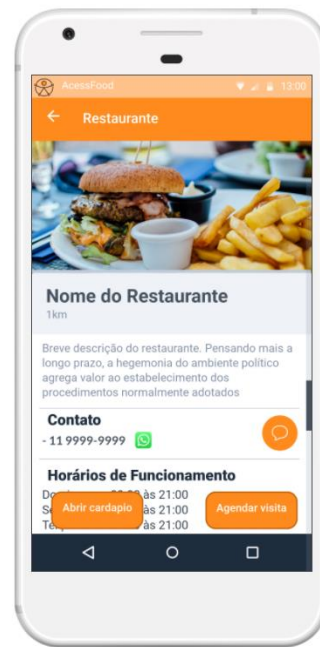 AcessFood 13:00
Restaurante
Nome do Restaurante
1km
Breve descrição do restaurante. Pensando mais a
longo prazo, a hegemonia do ambiente político
agrega valor ao estabelecimento dos
procedimentos normalmente adotados
Contato
- 11 9999-9999
Horários de Funcionamento
às 21:00
às 21:00
às 21:00
Abrir cardapio
Agendar visita